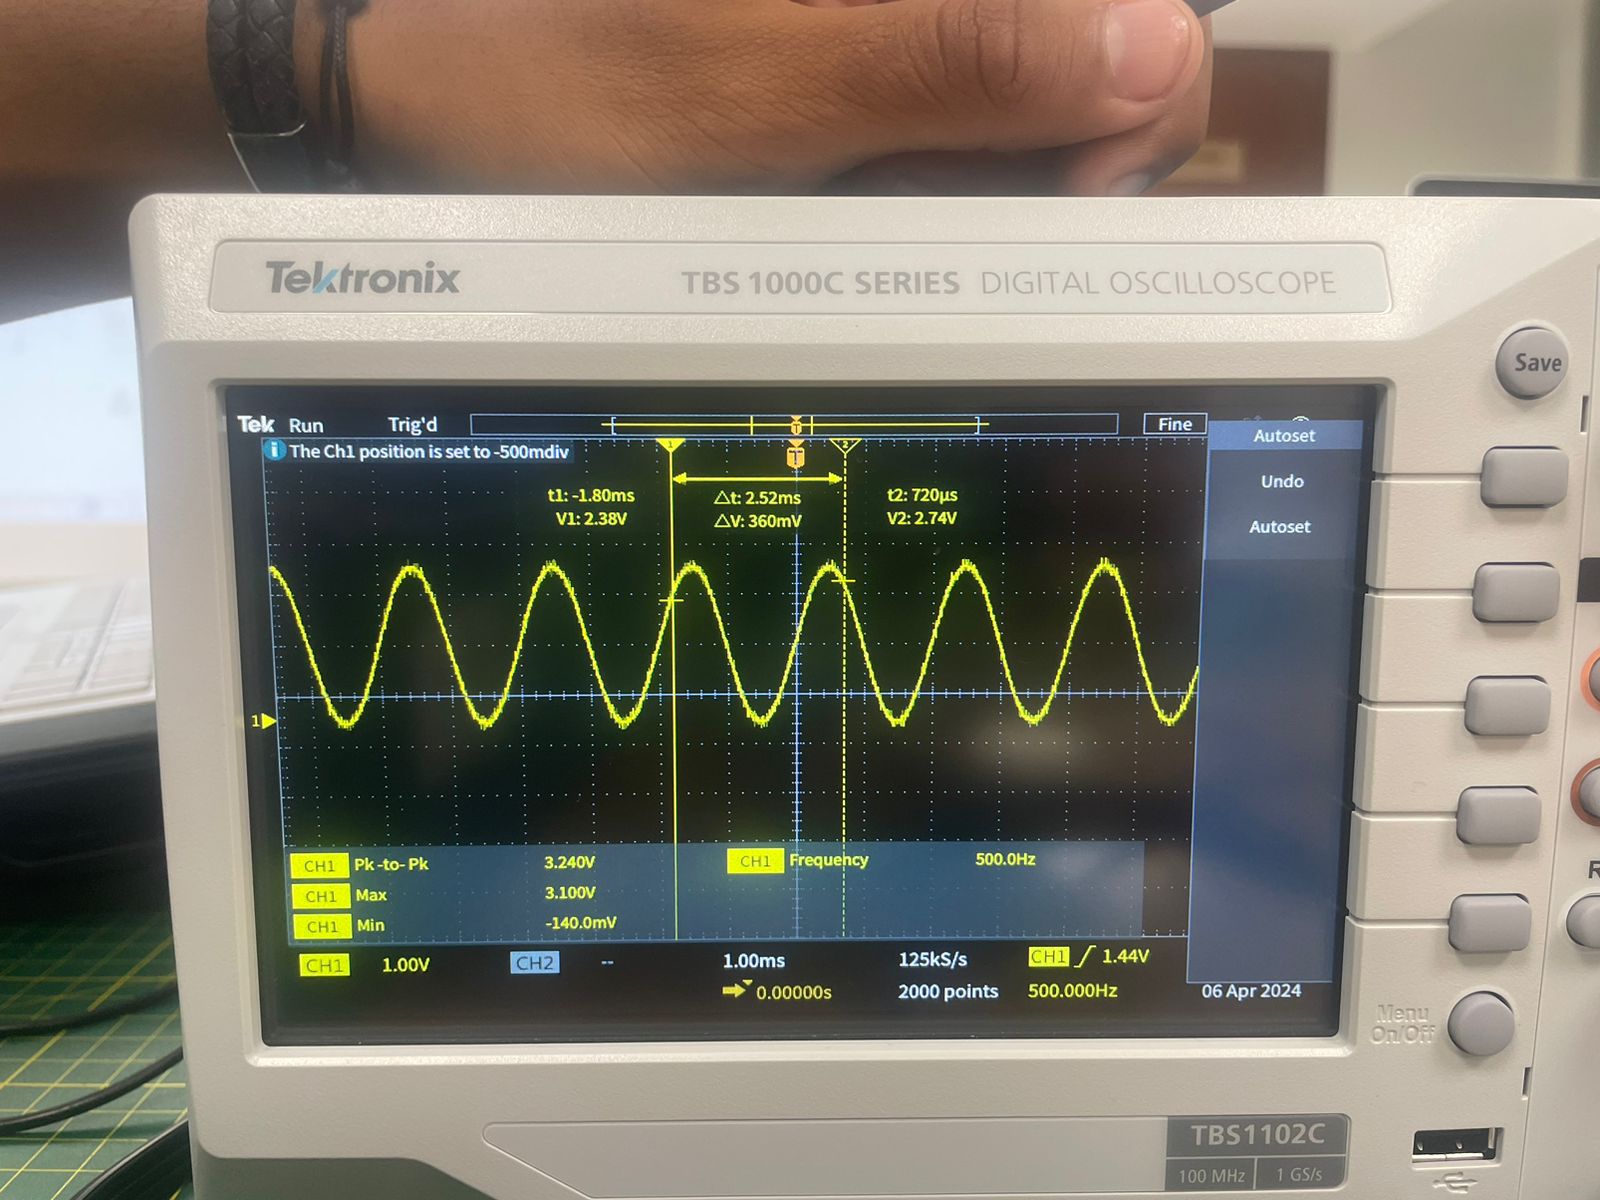 Tektronix
TBS 1000C SERIES DIGITAL OSCILLOSCOPE
Save
Tek Run Trig'd T Fine
i The Ch1 position is set to -500mdiv
1 T 2
Autoset
Undo
Autoset
t1: -1.80ms △t: 2.52ms t2: 720µs
V1: 2.38V △V: 360mV V2: 2.74V
1
CH1 Pk-to-Pk 3.240V CH1 Frequency 500.0Hz
CH1 Max 3.100V
CH1 Min -140.0mV
CH1 1.00V CH2 -- 1.00ms 125kS/s CH1 1.44V
0.00000s 2000 points 500.000Hz
06 Apr 2024
R
Menu
On/Off
TBS1102C
100 MHz 1 GS/s